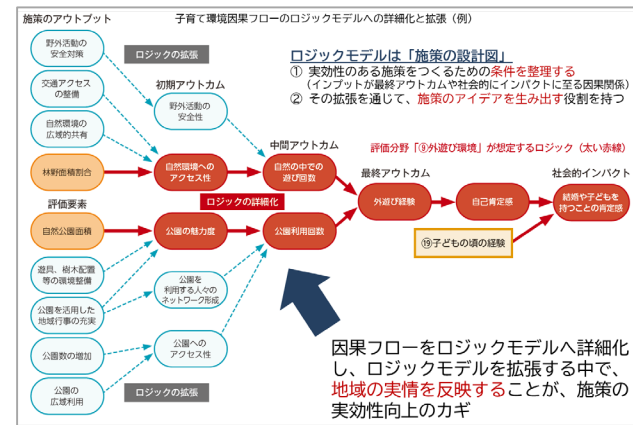 施策のアウトプット
子育て環境因果フローのロジックモデルへの詳細化と拡張（例）
野外活動の
安全対策
ロジックの拡張
交通アクセス
の整備
自然環境の
広域的共有
林野面積割合
評価要素
自然公園面積
遊具、樹木配置
等の環境整備
公園を活用した
地域行事の充実
公園数の増加
公園の
広域利用
初期アウトカム
野外活動の
安全性
自然環境への
アクセス性
ロジックの詳細化
公園の魅力度
公園を
利用する人々の
ネットワーク形成
公園への
アクセス性
ロジックの拡張
中間アウトカム
自然の中での
遊び回数
公園利用回数
ロジックモデルは「施策の設計図」
① 実効性のある施策をつくるための条件を整理する
（インプットが最終アウトカムや社会的にインパクトに至る因果関係）
② その拡張を通じて、施策のアイデアを生み出す役割を持つ
評価分野「⑨外遊び環境」が想定するロジック（太い赤線）
最終アウトカム
外遊び経験
自己肯定感
社会的インパクト
結婚や子どもを
持つことの肯定感
⑲子どもの頃の経験
因果フローをロジックモデルへ詳細化
し、ロジックモデルを拡張する中で、
地域の実情を反映することが、施策の
実効性向上のカギ